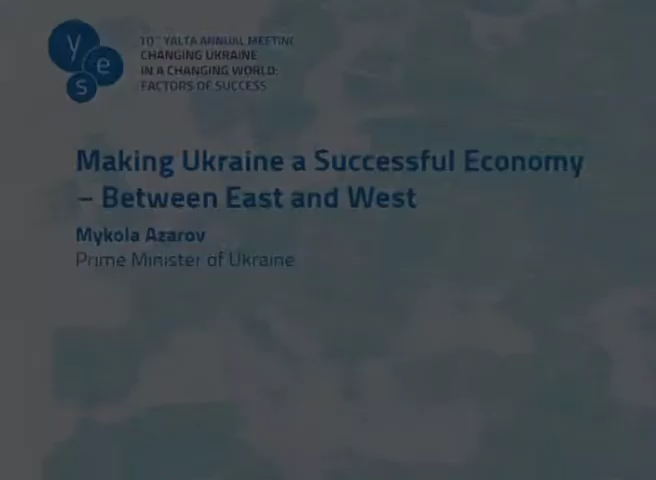 yes
10TH YALTA ANNUAL MEETING
CHANGING UKRAINE
IN A CHANGING WORLD:
FACTORS OF SUCCESS
Making Ukraine a Successful Economy
– Between East and West
Mykola Azarov
Prime Minister of Ukraine